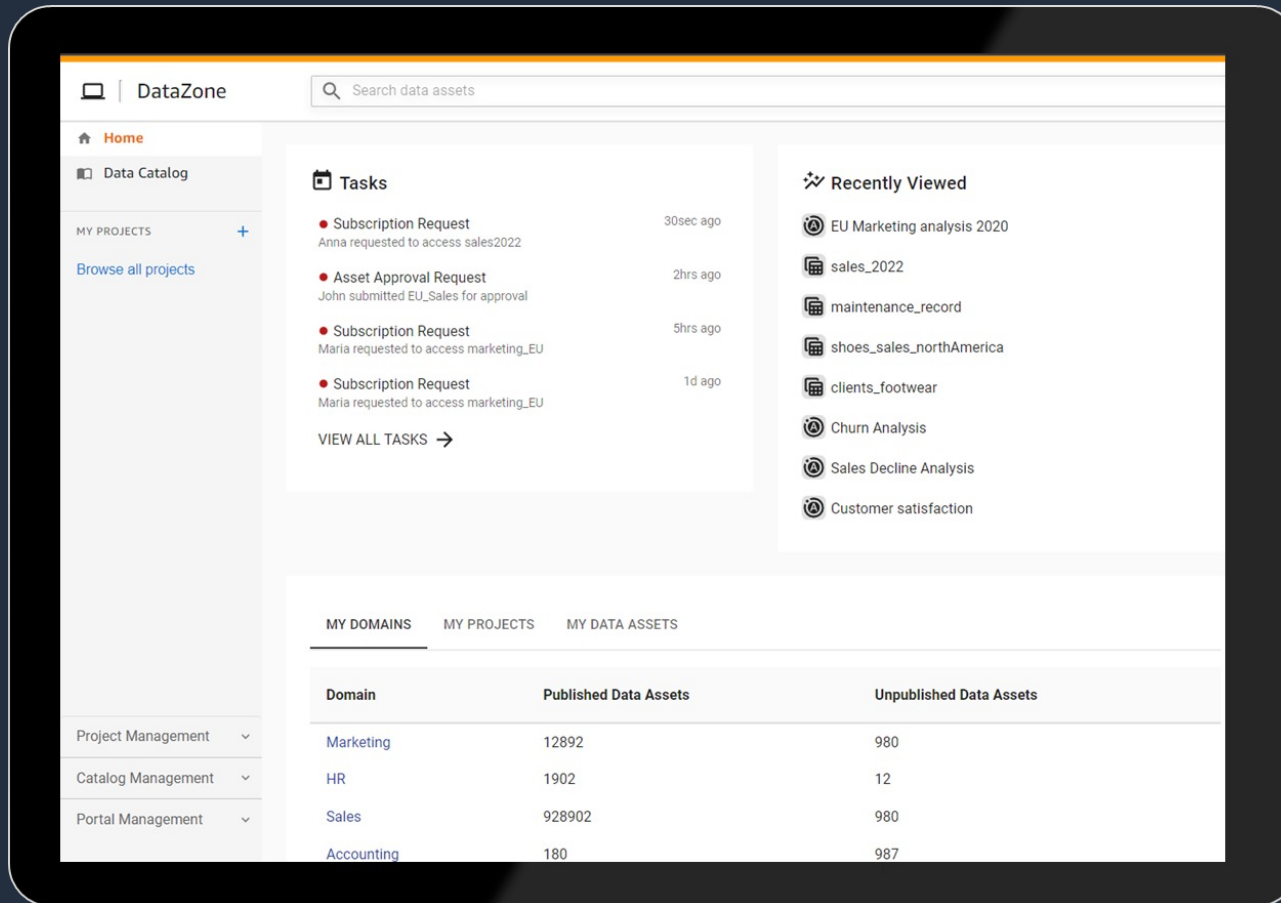 DataZone
Search data assets
Home
Data Catalog
MY PROJECTS +
Browse all projects
Project Management
Catalog Management
Portal Management
Tasks
Subscription Request 30sec ago
Anna requested to access sales2022
Asset Approval Request 2hrs ago
John submitted EU_Sales for approval
Subscription Request 5hrs ago
Maria requested to access marketing_EU
Subscription Request 1d ago
Maria requested to access marketing_EU
VIEW ALL TASKS →
Recently Viewed
EU Marketing analysis 2020
sales_2022
maintenance_record
shoes_sales_northAmerica
clients_footwear
Churn Analysis
Sales Decline Analysis
Customer satisfaction
MY DOMAINS MY PROJECTS MY DATA ASSETS
Domain Published Data Assets Unpublished Data Assets
Marketing 12892 980
HR 1902 12
Sales 928902 980
Accounting 180 987